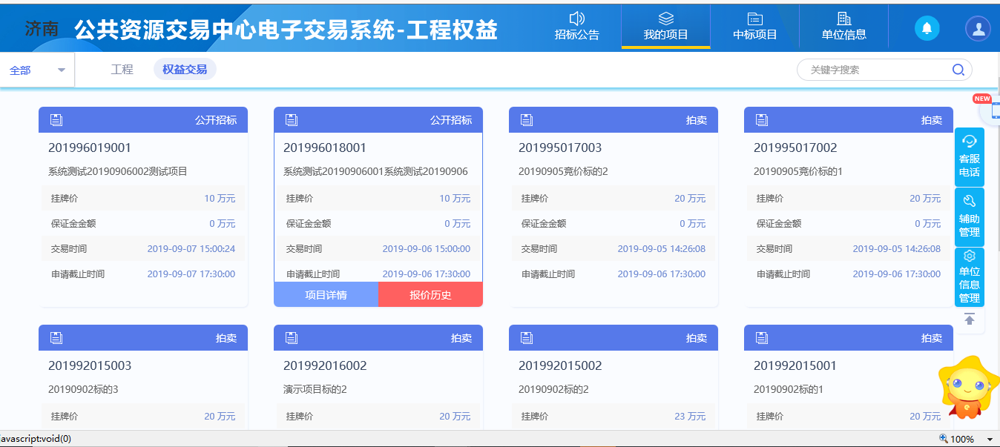 济南 公共资源交易中心电子交易系统-工程权益
招标公告 我的项目 中标项目 单位信息
全部 工程 权益交易 关键字搜索
NEW
公开招标 公开招标 拍卖 拍卖
201996019001 201996018001 201995017003 201995017002
系统测试20190906002测试项目 系统测试20190906001系统测试20190906 20190905竞价标的2 20190905竞价标的1
挂牌价 10 万元 挂牌价 10 万元 挂牌价 20 万元 挂牌价 20 万元
保证金金额 0 万元 保证金金额 0 万元 保证金金额 0 万元 保证金金额 0 万元
交易时间 2019-09-07 15:00:24 交易时间 2019-09-06 15:00:00 交易时间 2019-09-05 14:26:08 交易时间 2019-09-05 14:26:08
申请截止时间 2019-09-07 17:30:00 申请截止时间 2019-09-06 17:30:00 申请截止时间 2019-09-06 17:30:00 申请截止时间 2019-09-06 17:30:00
项目详情 报价历史
客服
电话
辅助
管理
单位
信息
管理
拍卖 拍卖 拍卖 拍卖
201992015003 201992016002 201992015002 201992015001
20190902标的3 演示项目标的2 20190902标的2 20190902标的1
挂牌价 20 万元 挂牌价 20 万元 挂牌价 23 万元 挂牌价 20 万元
avascript:void(0) 100%